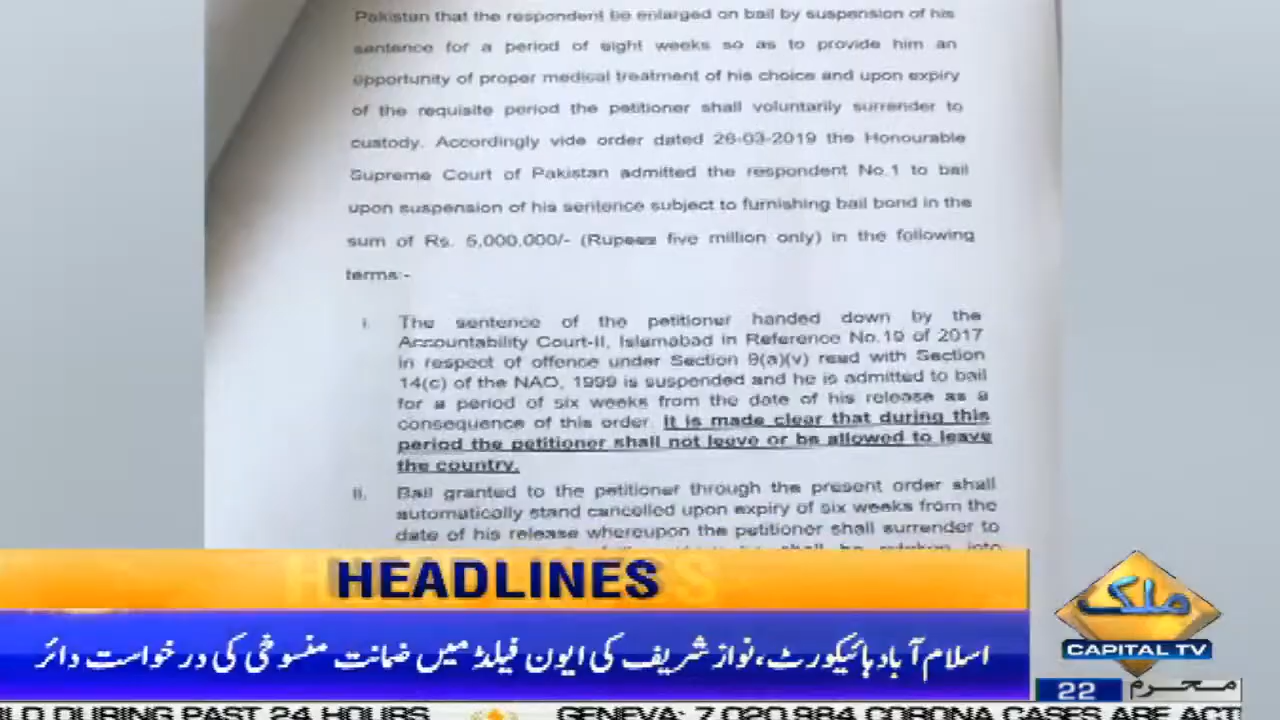 Pakistan that the respondent be enlarged on bail by suspension of his
sentence for a period of eight weeks so as to provide him an
opportunity of proper medical treatment of his choice and upon expiry
of the requisite period the petitioner shall voluntarily surrender to
custody. Accordingly vide order dated 26-03-2019 the Honourable
Supreme Court of Pakistan admitted the respondent No.1 to bail
upon suspension of his sentence subject to furnishing bail bond in the
sum of Rs. 5,000,000/- (Rupees five million only) in the following
terms:-
i. The sentence of the petitioner handed down by the
Accountability Court-II, Islamabad in Reference No.19 of 2017
in respect of offence under Section 9(a)(v) read with Section
14(c) of the NAO, 1999 is suspended and he is admitted to bail
for a period of six weeks from the date of his release as a
consequence of this order. It is made clear that during this
period the petitioner shall not leave or be allowed to leave
the country.
ii. Bail granted to the petitioner through the present order shall
automatically stand cancelled upon expiry of six weeks from the
date of his release whereupon the petitioner shall surrender to
HEADLINES
اسلام آباد ہائیکورٹ، نواز شریف کی ایون فیلڈ میں ضمانت منسوخی کی درخواست دائر
ملک
CAPITAL TV
22 محرم
DURING PAST 24 HOURS GENEVA: 7,020,984 CORONA CASES ARE ACT